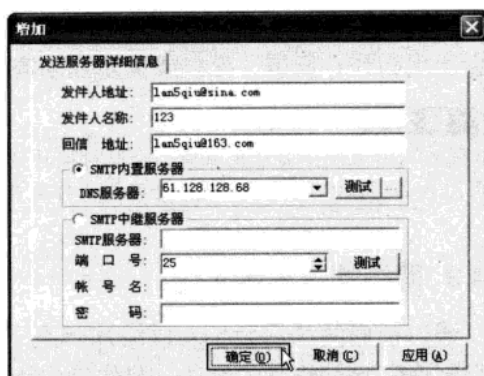 增加
发送服务器详细信息
发件人地址: lan5qiu@sina.com
发件人名称: 123
回信 地址: lan5qiu@163.com
SMTP内置服务器
DNS服务器: 61.128.128.68 测试 ...
SMTP中继服务器
SMTP服务器:
端 口 号: 25 测试
帐 号 名:
密 码:
确定(O) 取消(C) 应用(A)